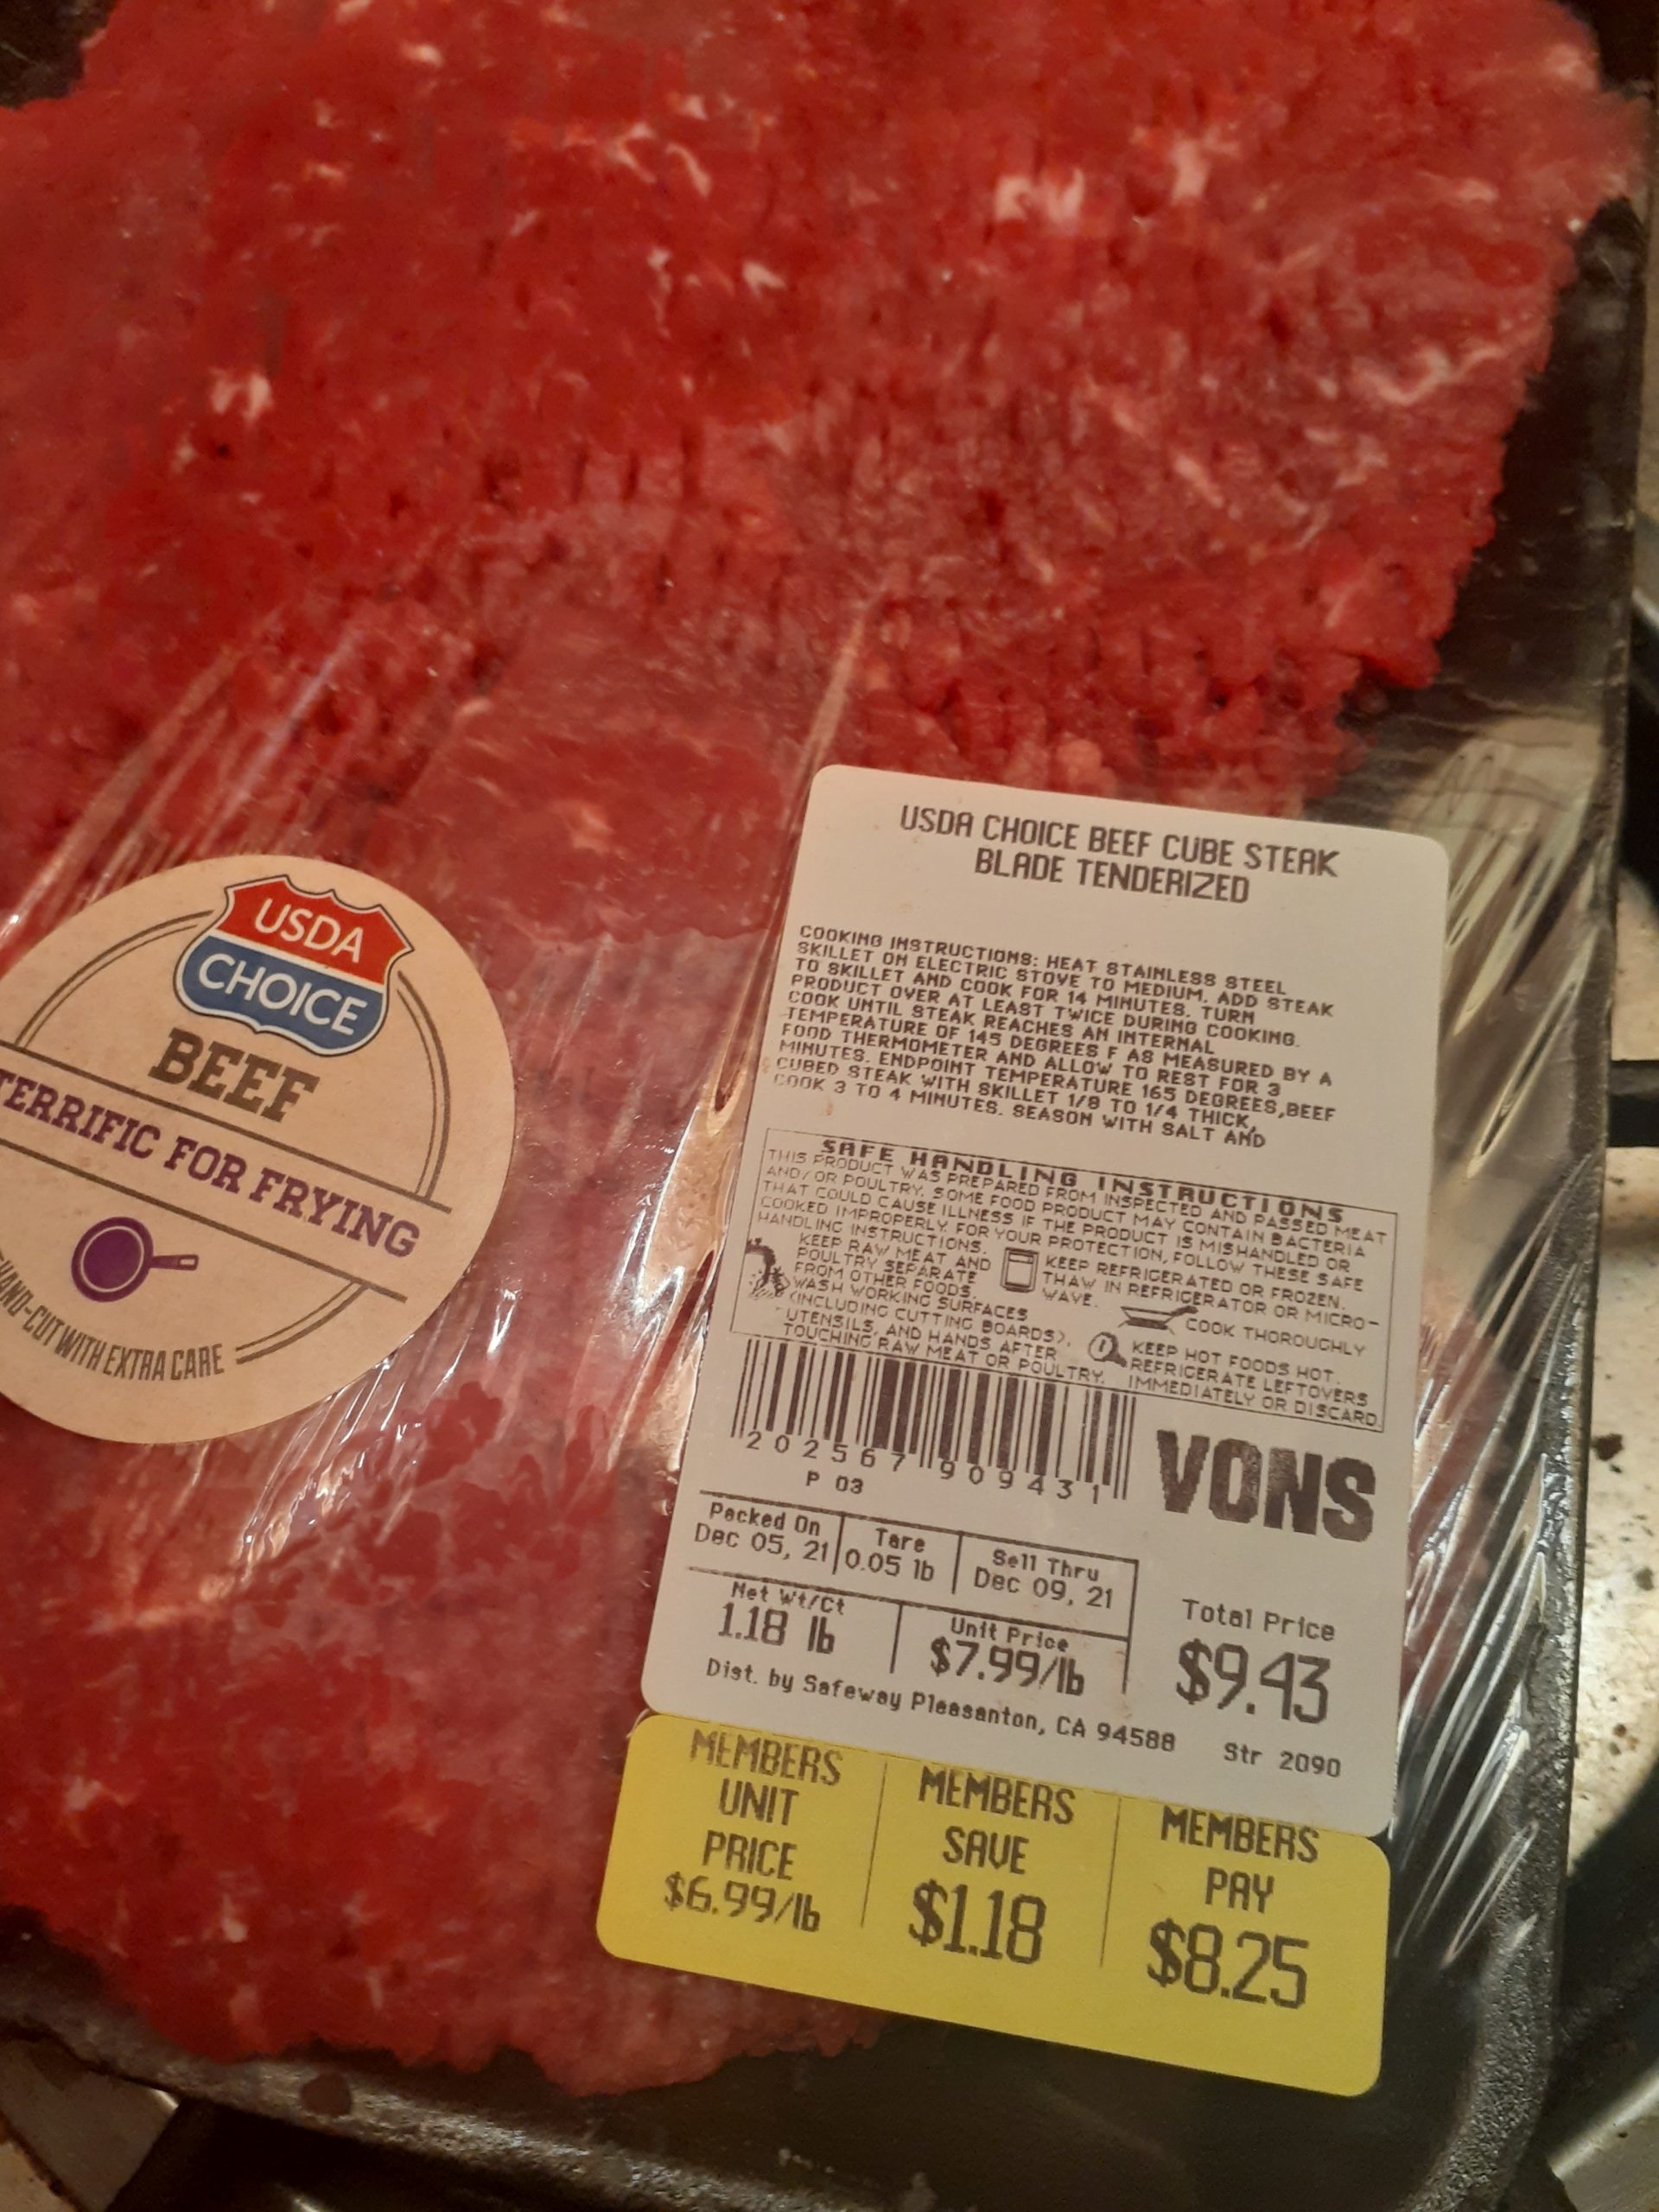 USDA
CHOICE
BEEF
TERRIFIC FOR FRYING
HAND-CUT WITH EXTRA CARE
USDA CHOICE BEEF CUBE STEAK
BLADE TENDERIZED
COOKING INSTRUCTIONS: HEAT STAINLESS STEEL
SKILLET ON ELECTRIC STOVE TO MEDIUM. ADD STEAK
TO SKILLET AND COOK FOR 14 MINUTES. TURN
PRODUCT OVER AT LEAST TWICE DURING COOKING.
COOK UNTIL STEAK REACHES AN INTERNAL
TEMPERATURE OF 145 DEGREES F AS MEASURED BY A
FOOD THERMOMETER AND ALLOW TO REST FOR 3
MINUTES. ENDPOINT TEMPERATURE 165 DEGREES,BEEF
CUBED STEAK WITH SKILLET 1/8 TO 1/4 THICK,
COOK 3 TO 4 MINUTES. SEASON WITH SALT AND
SAFE HANDLING INSTRUCTIONS
THIS PRODUCT WAS PREPARED FROM INSPECTED AND PASSED MEAT
AND/OR POULTRY. SOME FOOD PRODUCT MAY CONTAIN BACTERIA
THAT COULD CAUSE ILLNESS IF THE PRODUCT IS MISHANDLED OR
COOKED IMPROPERLY. FOR YOUR PROTECTION, FOLLOW THESE SAFE
HANDLING INSTRUCTIONS.
KEEP RAW MEAT AND
POULTRY SEPARATE
FROM OTHER FOODS.
WASH WORKING SURFACES
(INCLUDING CUTTING BOARDS),
UTENSILS, AND HANDS AFTER
TOUCHING RAW MEAT OR POULTRY.
KEEP REFRIGERATED OR FROZEN.
THAW IN REFRIGERATOR OR MICRO-
WAVE.
COOK THOROUGHLY
KEEP HOT FOODS HOT.
REFRIGERATE LEFTOVERS
IMMEDIATELY OR DISCARD.
2 02567 90943 1
P 03
VONS
Packed On
Dec 05, 21
Tare
0.05 lb
Sell Thru
Dec 09, 21
Net Wt/Ct
1.18 lb
Unit Price
$7.99/lb
Total Price
$9.43
Dist. by Safeway Pleasanton, CA 94588
Str 2090
MEMBERS
UNIT
PRICE
$6.99/lb
MEMBERS
SAVE
$1.18
MEMBERS
PAY
$8.25